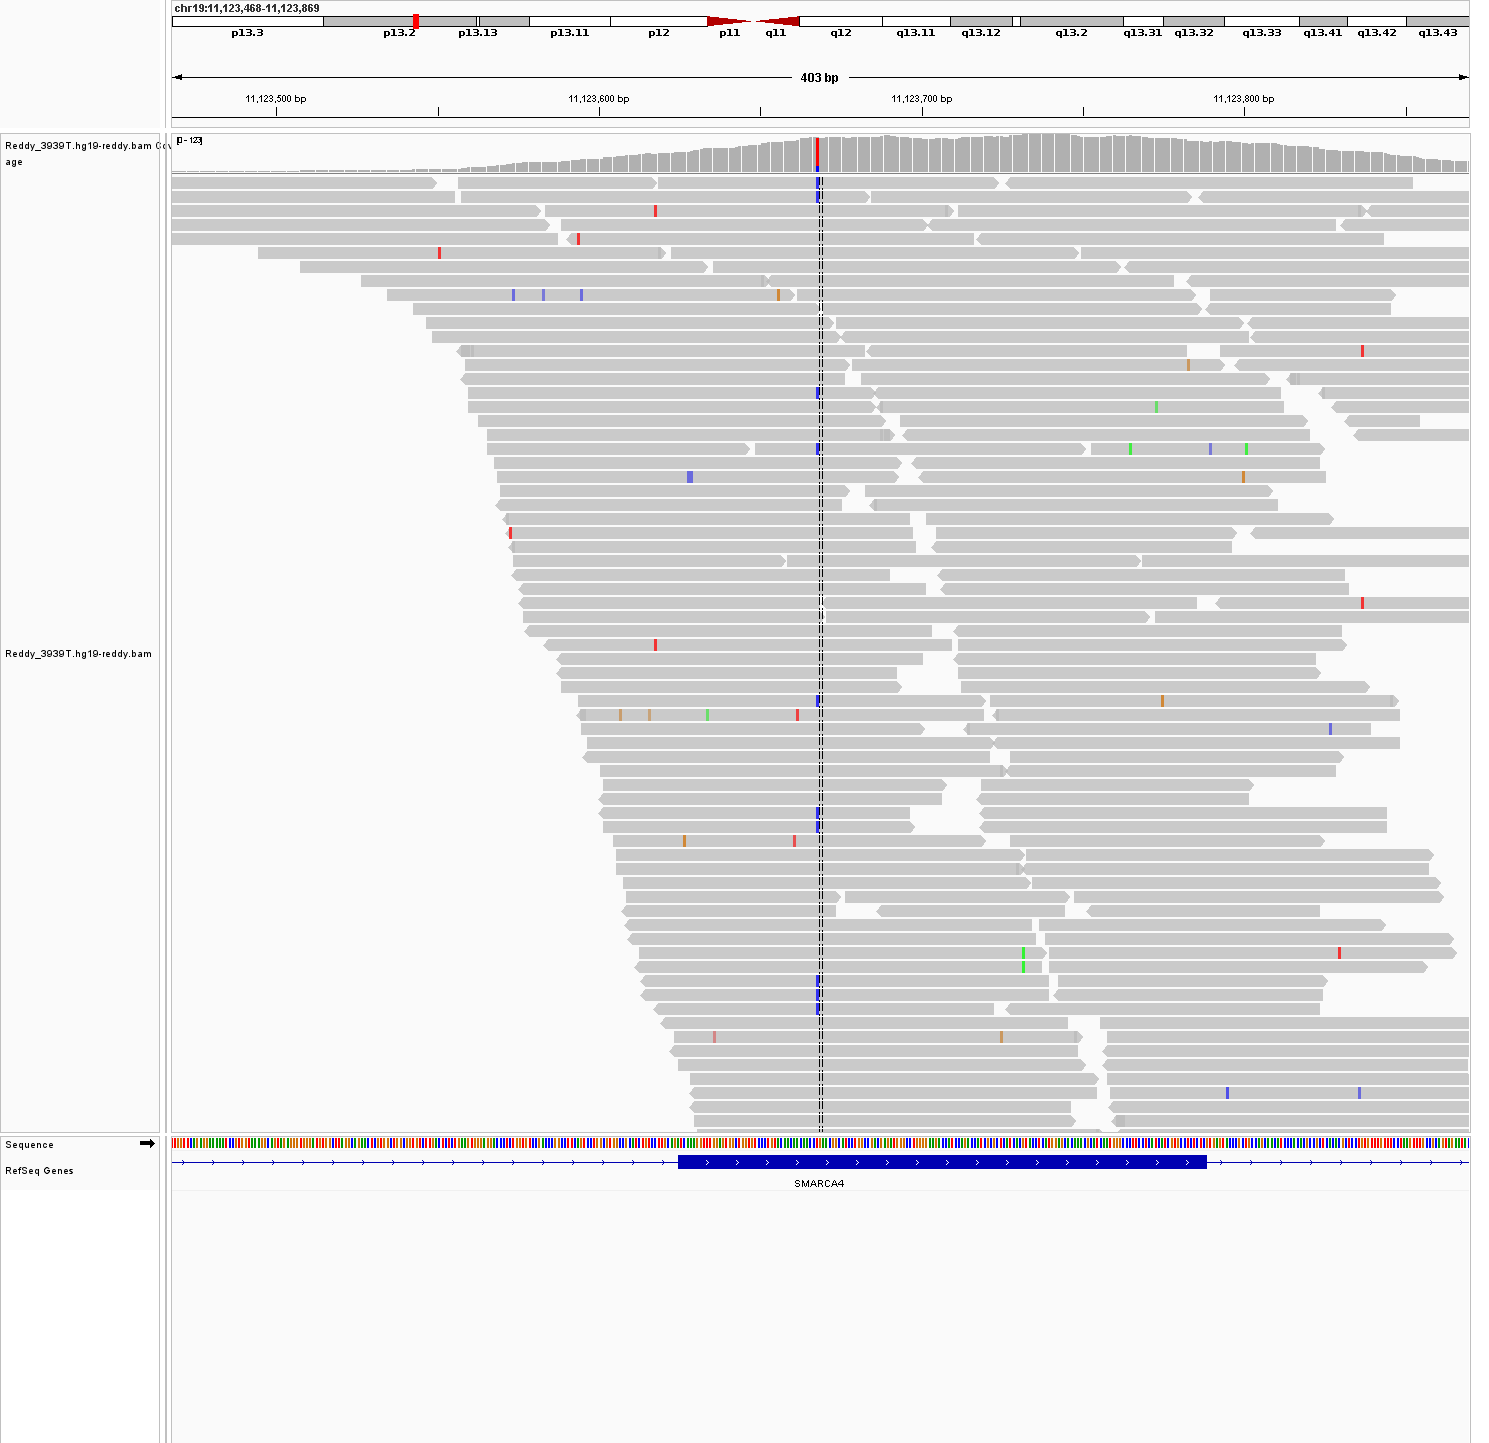 chr19:11,123,468-11,123,869
p13.3 p13.2 p13.13 p13.11 p12 p11 q11 q12 q13.11 q13.12 q13.2 q13.31 q13.32 q13.33 q13.41 q13.42 q13.43
403 bp
11,123,500 bp 11,123,600 bp 11,123,700 bp 11,123,800 bp
Reddy_3939T.hg19-reddy.bam Cov
age
[0 - 123]
Reddy_3939T.hg19-reddy.bam
Sequence
RefSeq Genes
SMARCA4